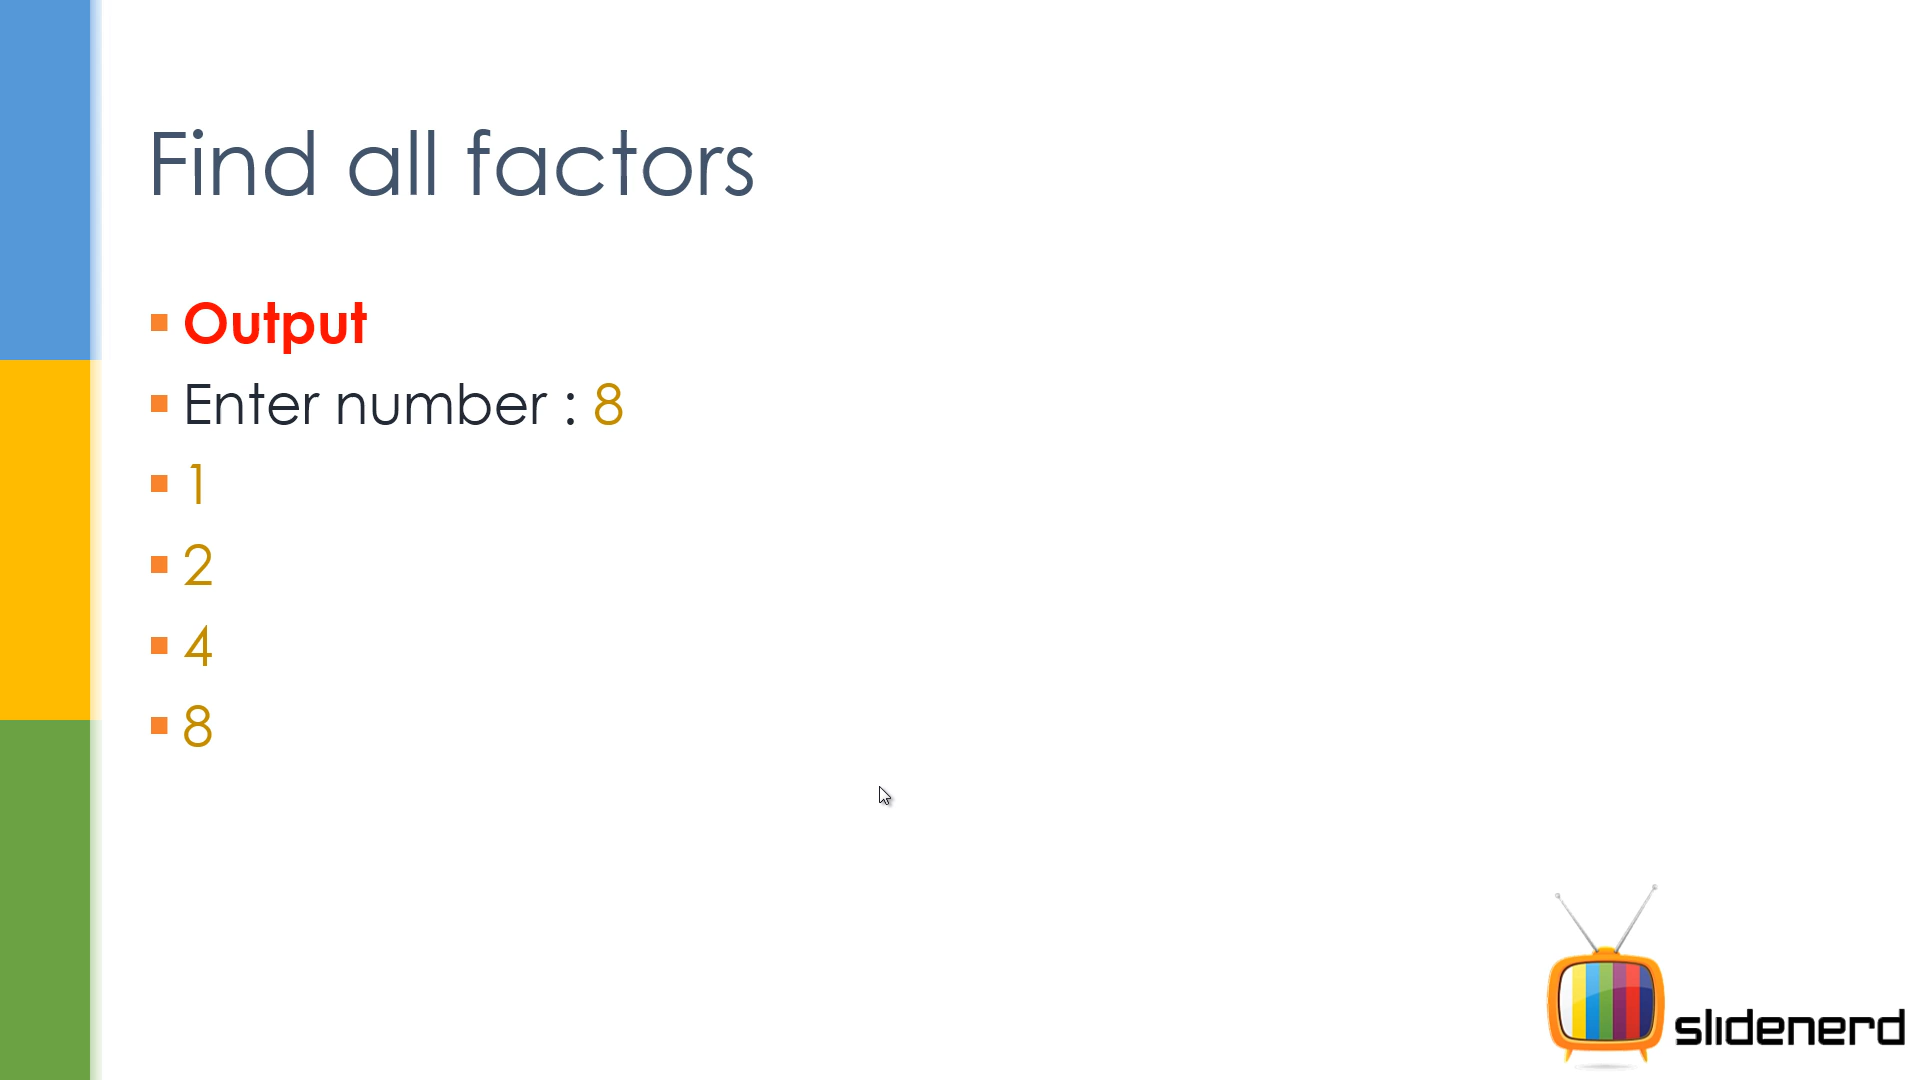 Find all factors
Output
Enter number : 8
1
2
4
8
slidenerd